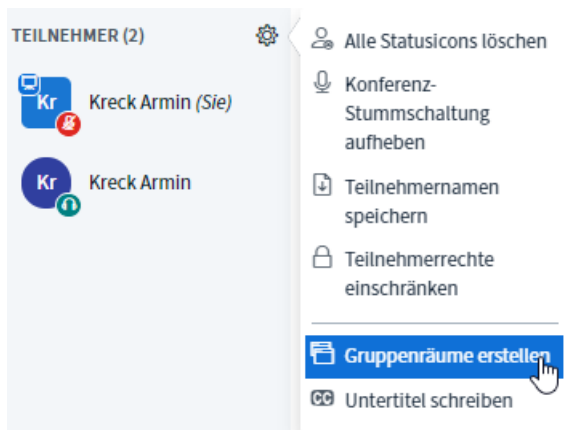 TEILNEHMER (2)
Kr
Kreck Armin (Sie)
Kr
Kreck Armin
Alle Statusicons löschen
Konferenz-
Stummschaltung
aufheben
Teilnehmernamen
speichern
Teilnehmerrechte
einschränken
Gruppenräume erstellen
CC Untertitel schreiben